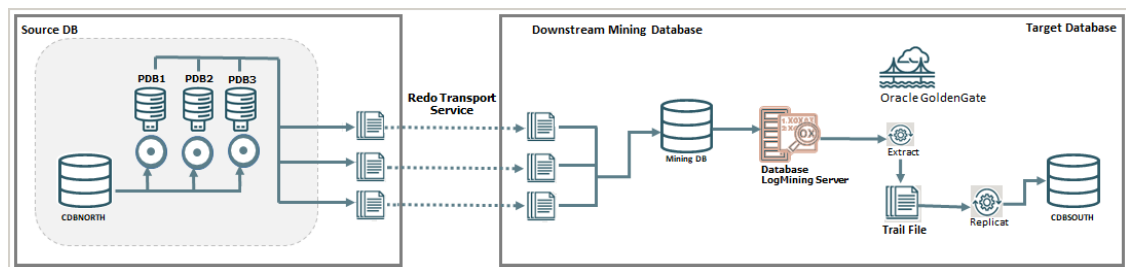 Source DB
PDB1
PDB2
PDB3
CDBNORTH
Redo Transport
Service
Downstream Mining Database
Target Database
Mining DB
Database
LogMining Server
Oracle GoldenGate
Extract
Trail File
Replicat
CDBSOUTH